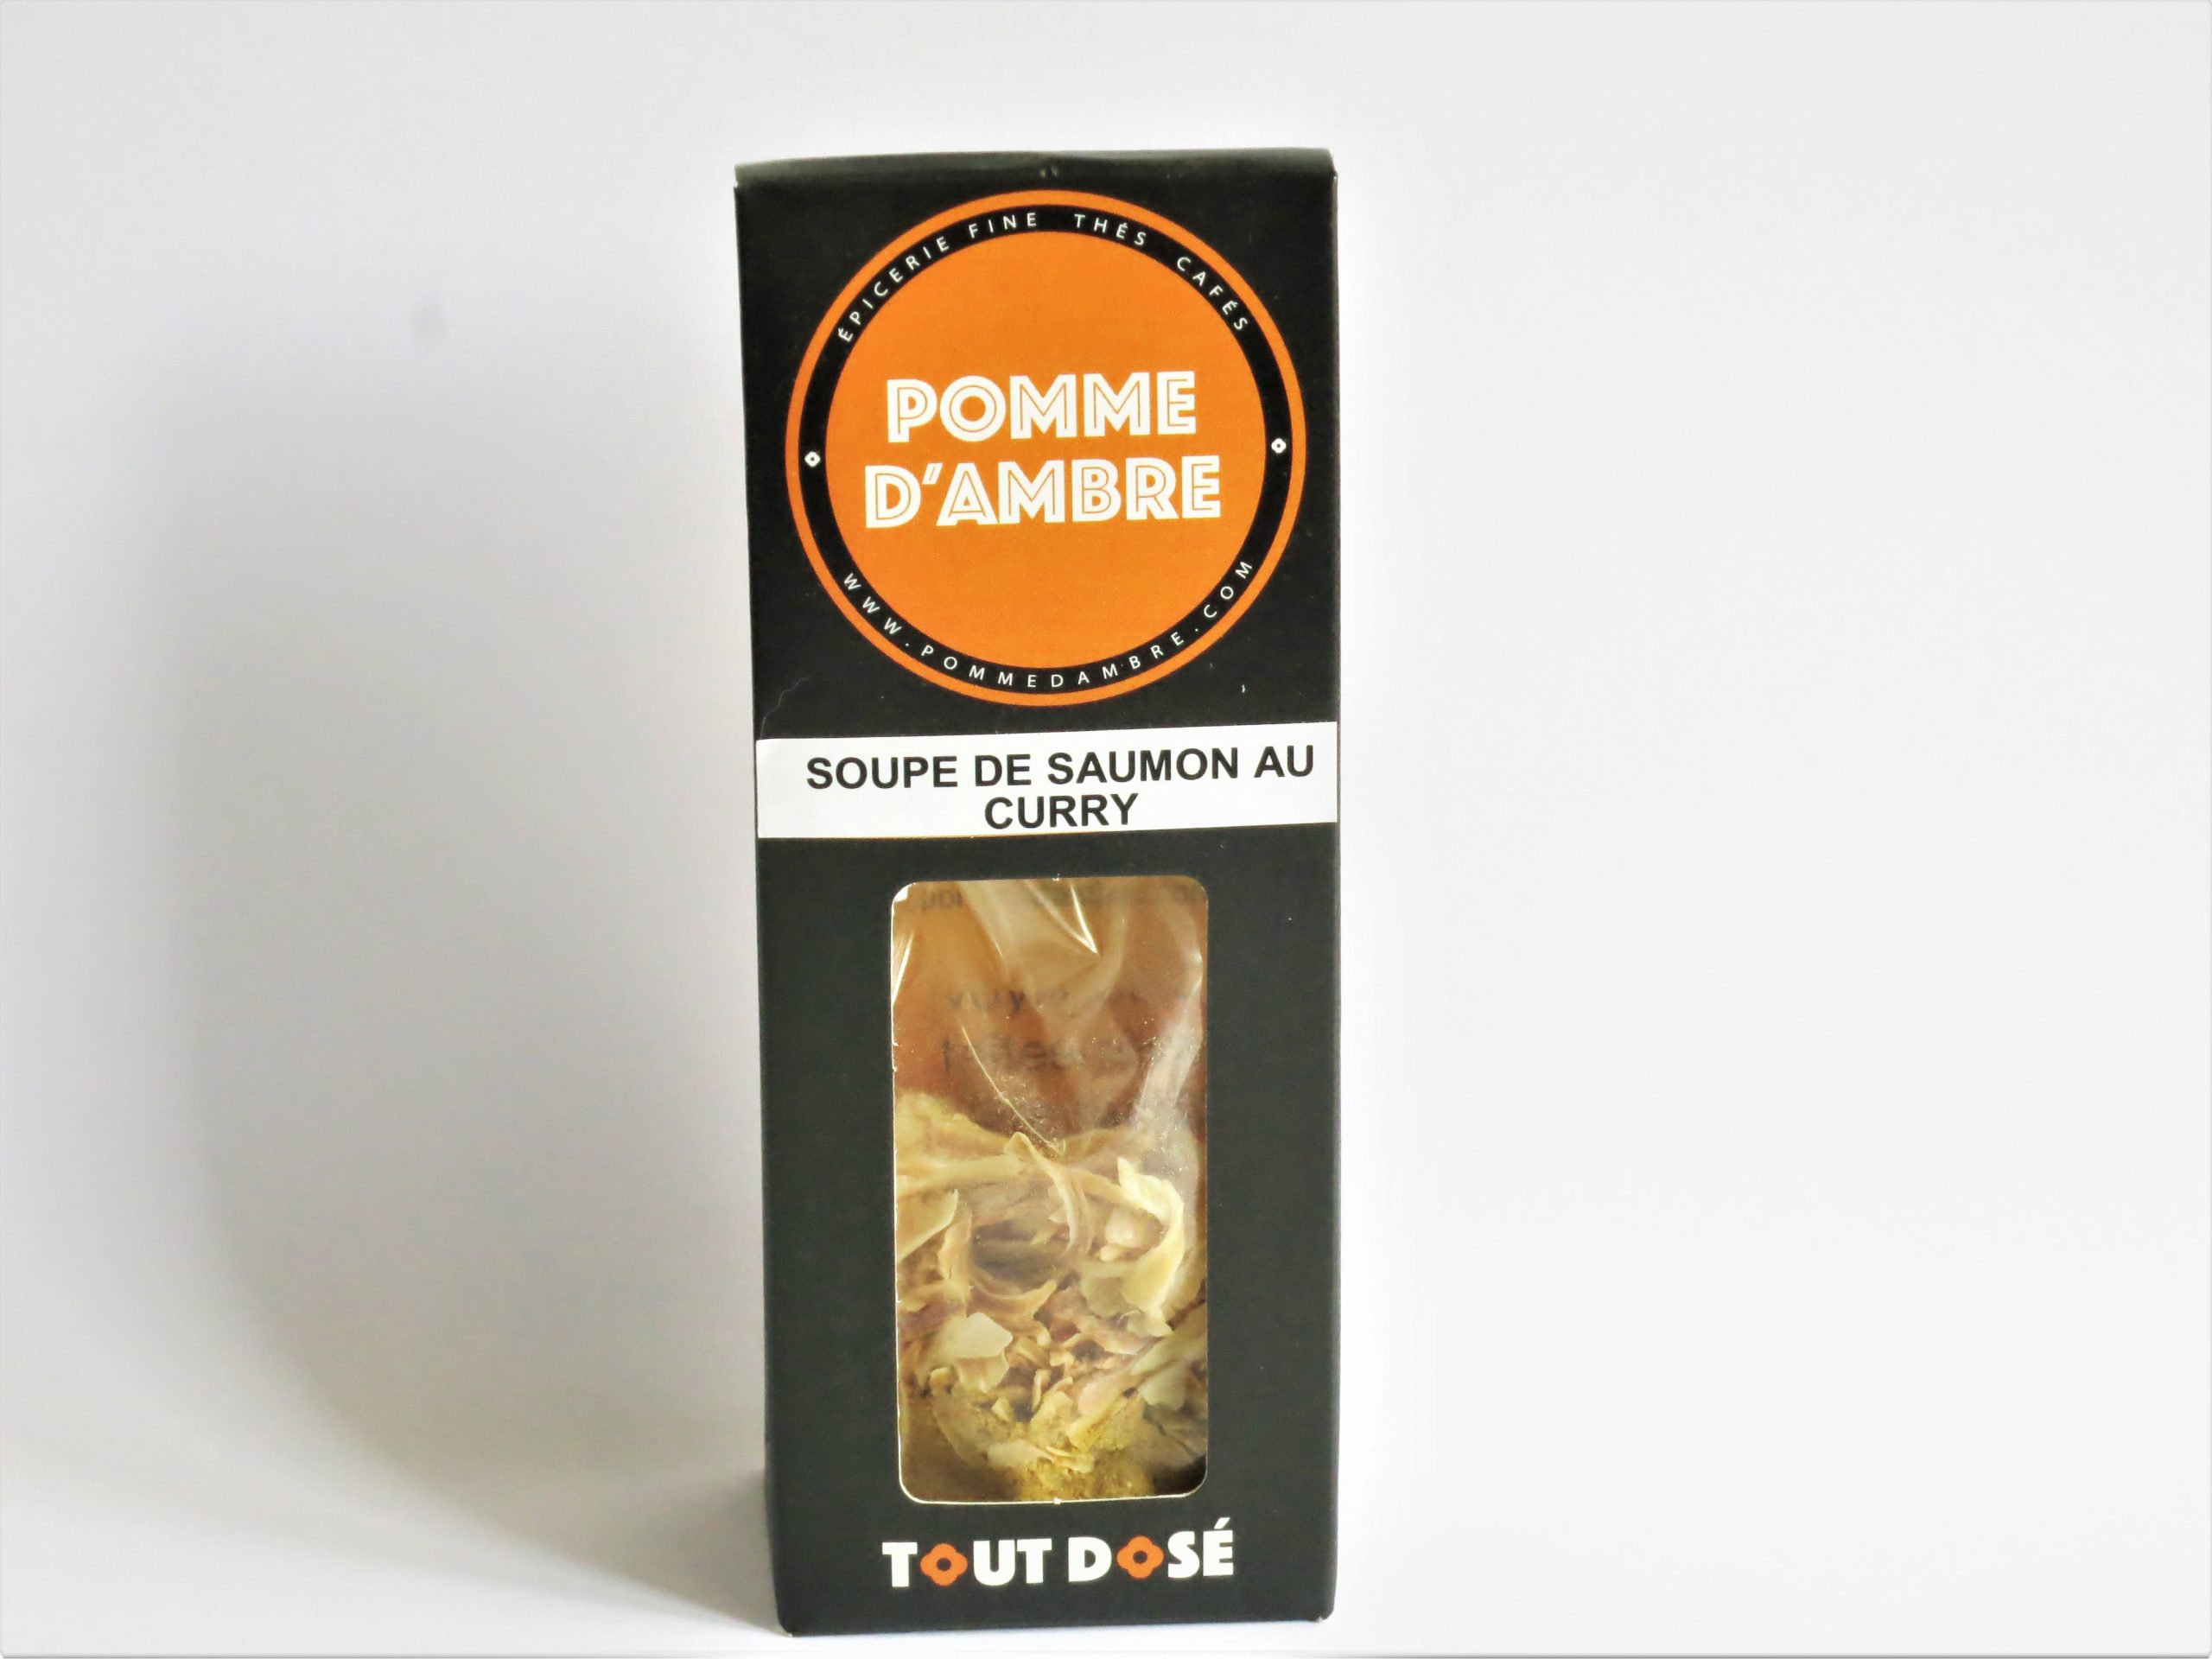 ÉPICERIE FINE THÉS CAFÉS
POMME
D'AMBRE
WWW.POMMEDAMBRE.COM
SOUPE DE SAUMON AU
CURRY
TOUT DOSÉ